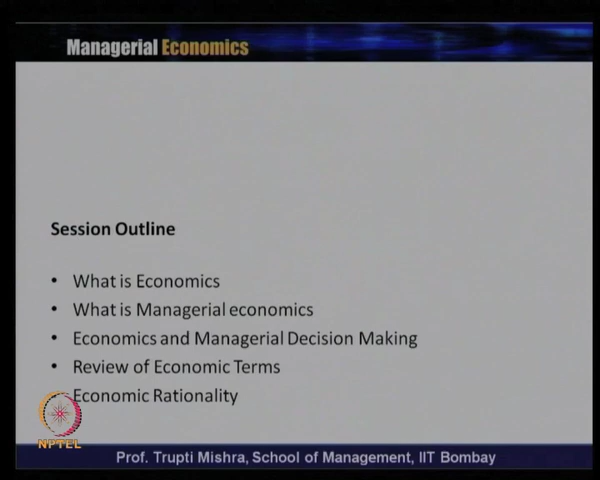 Managerial Economics
Session Outline
• What is Economics
• What is Managerial economics
• Economics and Managerial Decision Making
• Review of Economic Terms
Economic Rationality
NPTEL
Prof. Trupti Mishra, School of Management, IIT Bombay